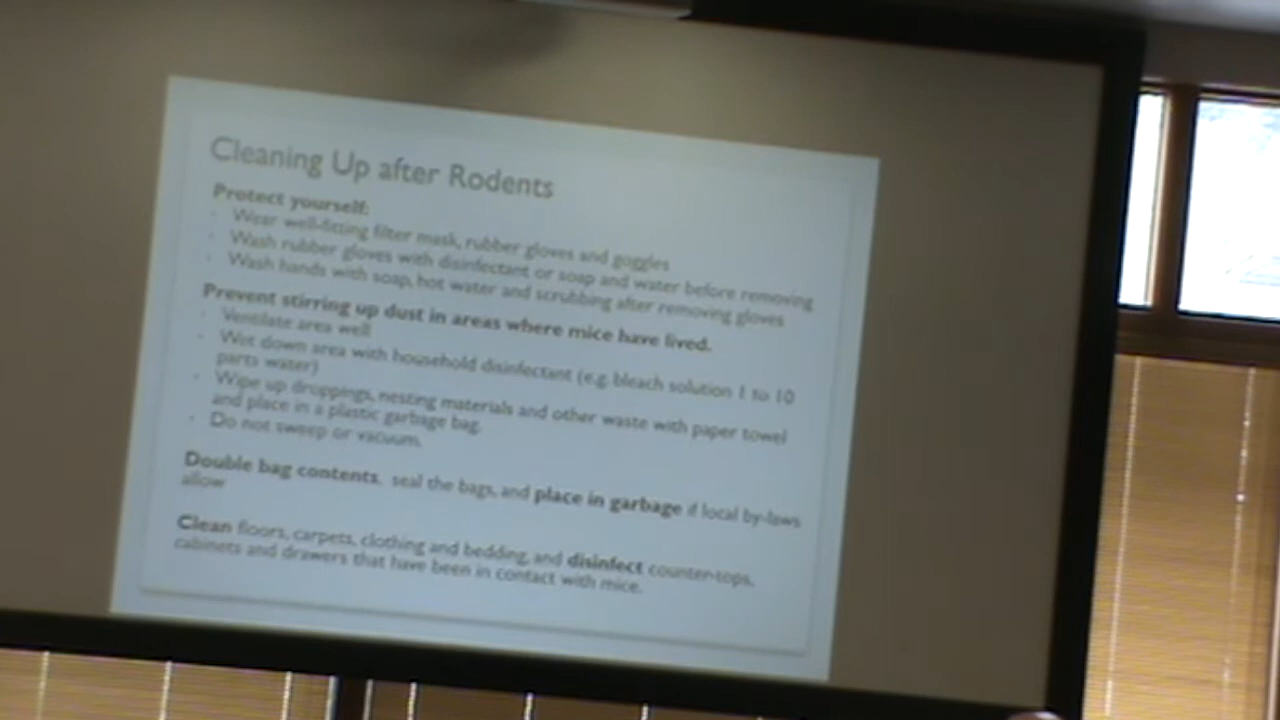 Cleaning Up after Rodents
Protect yourself:
· Wear well-fitting filter mask, rubber gloves and goggles
· Wash rubber gloves with disinfectant or soap and water before removing
· Wash hands with soap, hot water and scrubbing after removing gloves
Prevent stirring up dust in areas where mice have lived.
· Ventilate area well
· Wet down area with household disinfectant (e.g. bleach solution 1 to 10
parts water)
· Wipe up droppings, nesting materials and other waste with paper towel
and place in a plastic garbage bag.
· Do not sweep or vacuum.
Double bag contents, seal the bags, and place in garbage if local by-laws
allow
Clean floors, carpets, clothing and bedding, and disinfect counter-tops,
cabinets and drawers that have been in contact with mice.